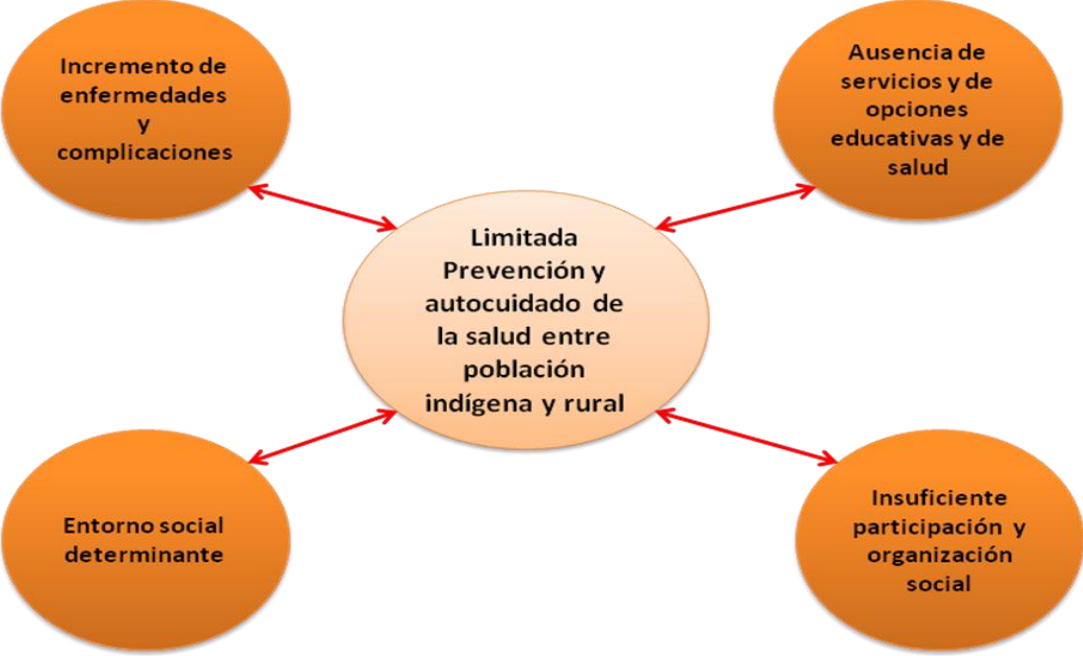 Incremento de
enfermedades
y
complicaciones
Ausencia de
servicios y de
opciones
educativas y de
salud
Limitada
Prevención y
autocuidado de
la salud entre
población
indígena y rural
Entorno social
determinante
Insuficiente
participación y
organización
social